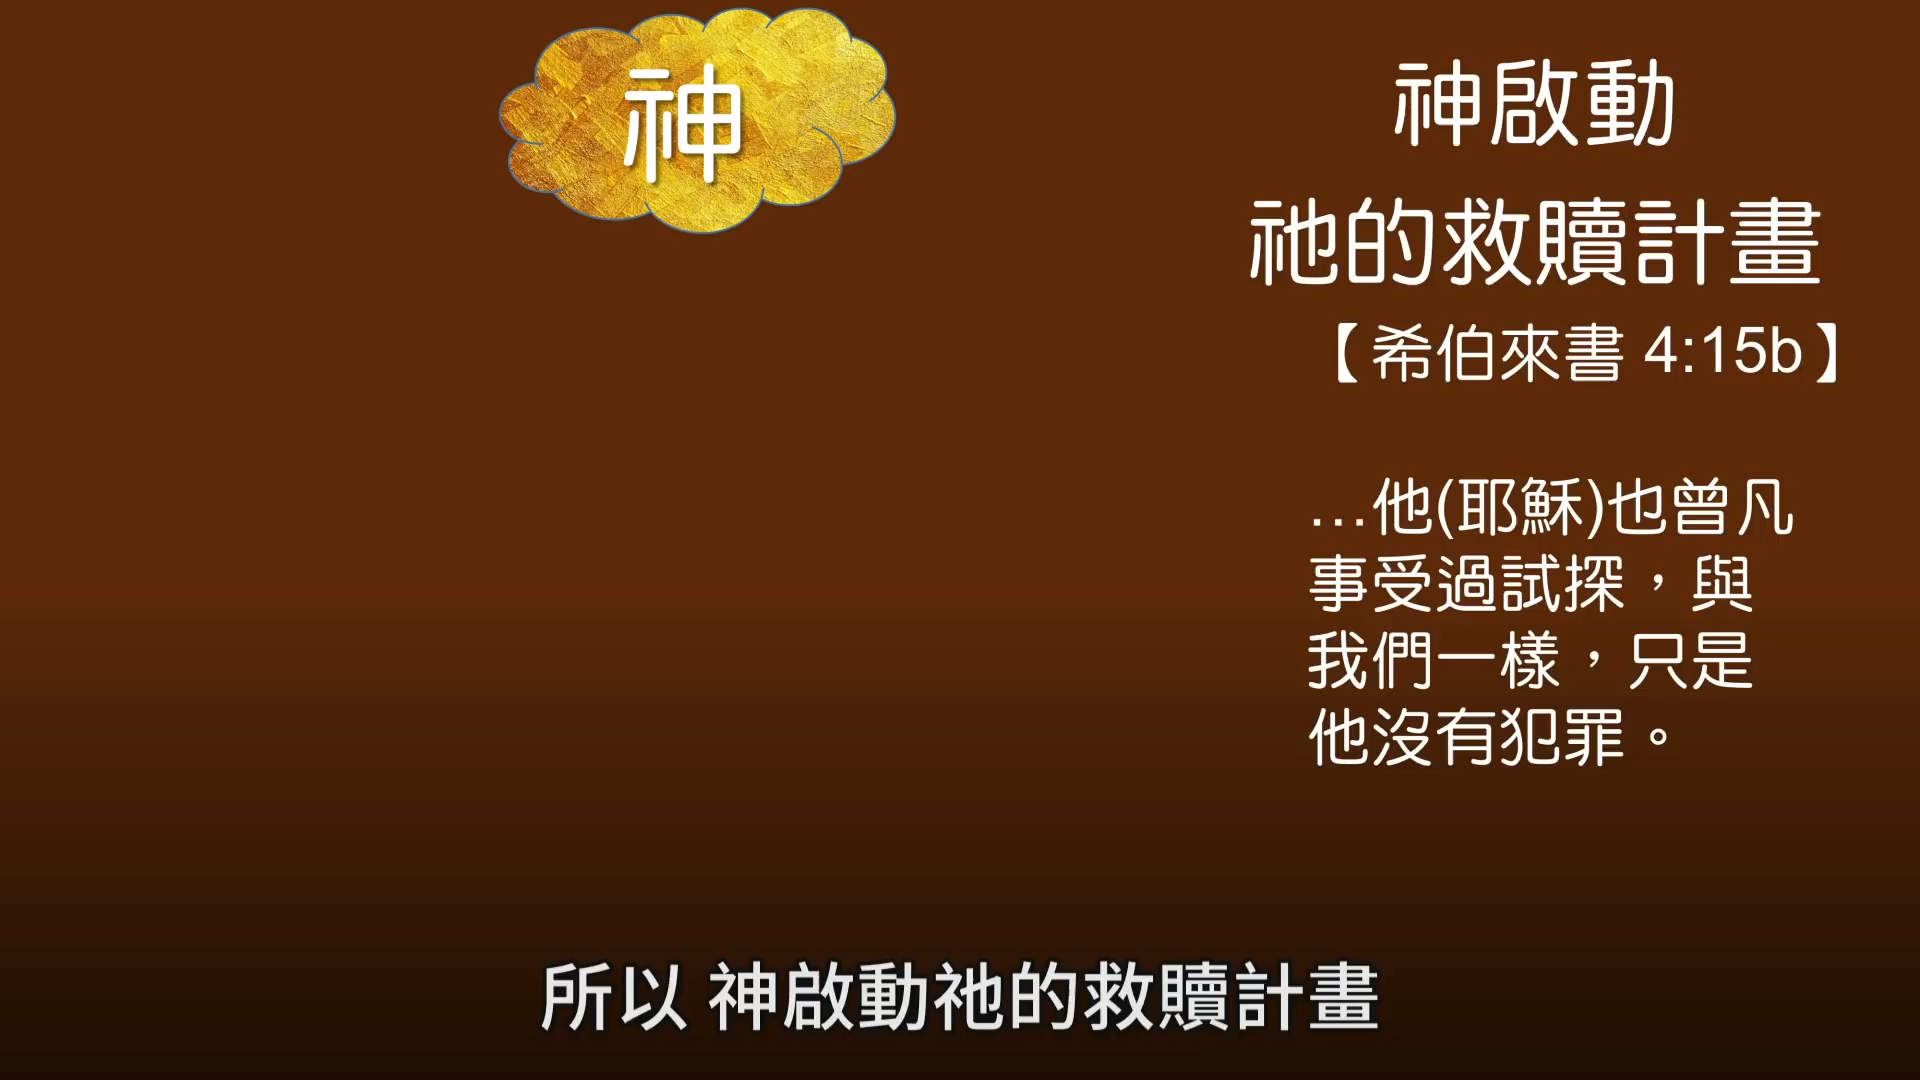 神
神啟動
祂的救贖計畫
【希伯來書 4:15b】
…他(耶穌)也曾凡
事受過試探，與
我們一樣，只是
他沒有犯罪。
所以 神啟動祂的救贖計畫